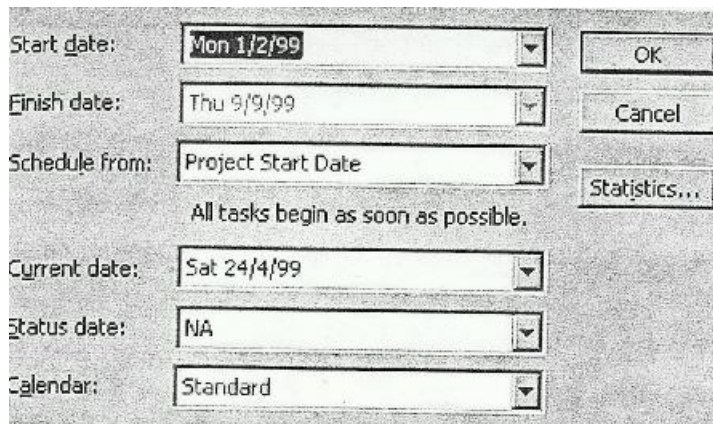 Start date: Mon 1/2/99 OK
Finish date: Thu 9/9/99 Cancel
Schedule from: Project Start Date
Statistics...
All tasks begin as soon as possible.
Current date: Sat 24/4/99
Status date: NA
Calendar: Standard